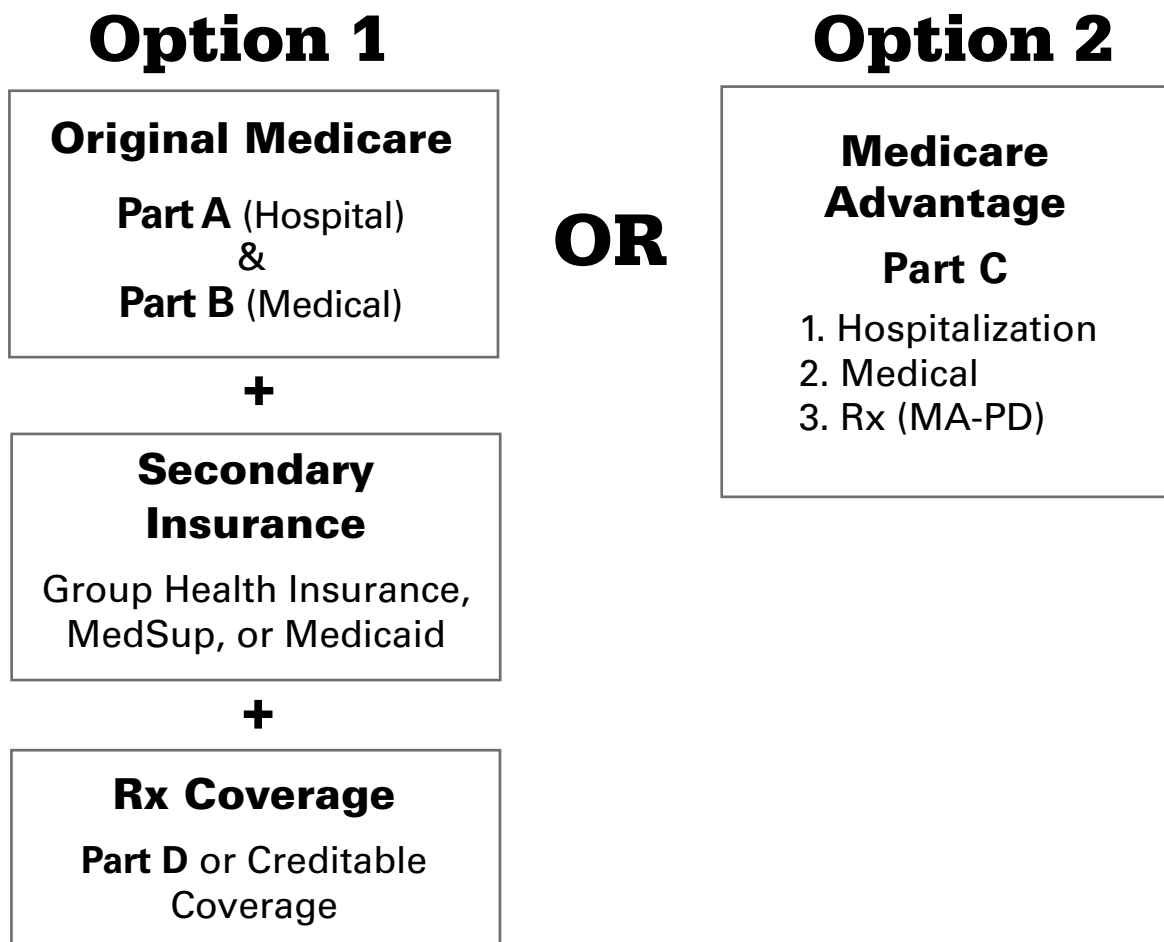 Option 1
Original Medicare
Part A (Hospital)
&
Part B (Medical)
+
Secondary
Insurance
Group Health Insurance,
MedSup, or Medicaid
+
Rx Coverage
Part D or Creditable
Coverage
OR
Option 2
Medicare
Advantage
Part C
1. Hospitalization
2. Medical
3. Rx (MA-PD)